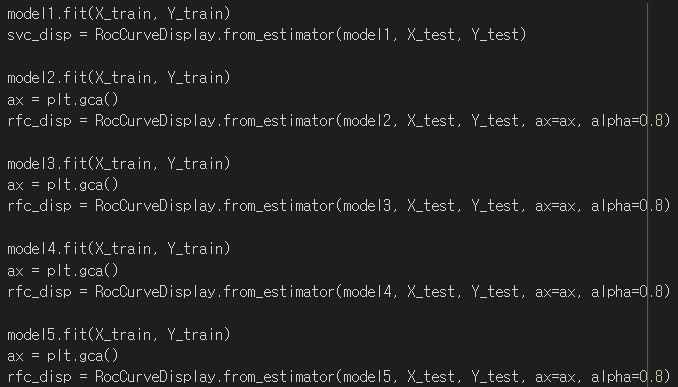 model1.fit(X_train, Y_train)
svc_disp = RocCurveDisplay.from_estimator(model1, X_test, Y_test)
model2.fit(X_train, Y_train)
ax = plt.gca()
rfc_disp = RocCurveDisplay.from_estimator(model2, X_test, Y_test, ax=ax, alpha=0.8)
model3.fit(X_train, Y_train)
ax = plt.gca()
rfc_disp = RocCurveDisplay.from_estimator(model3, X_test, Y_test, ax=ax, alpha=0.8)
model4.fit(X_train, Y_train)
ax = plt.gca()
rfc_disp = RocCurveDisplay.from_estimator(model4, X_test, Y_test, ax=ax, alpha=0.8)
model5.fit(X_train, Y_train)
ax = plt.gca()
rfc_disp = RocCurveDisplay.from_estimator(model5, X_test, Y_test, ax=ax, alpha=0.8)